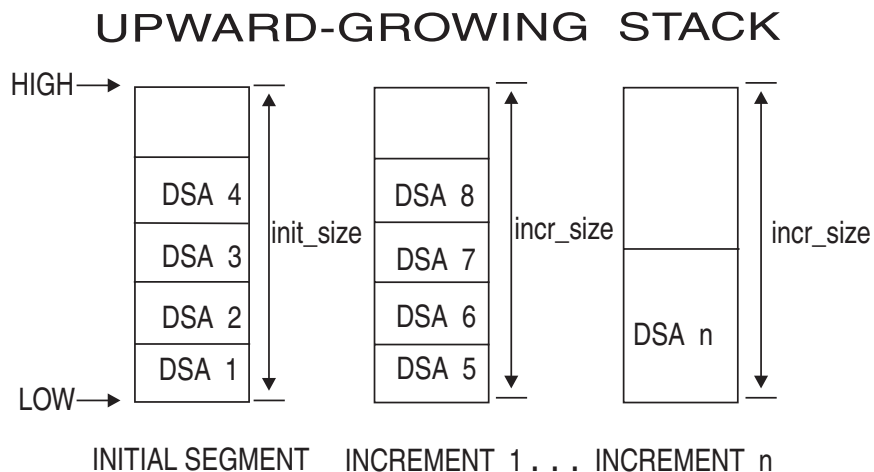 UPWARD-GROWING STACK
HIGH
DSA 4
DSA 3
DSA 2
DSA 1
init_size
LOW
INITIAL SEGMENT
DSA 8
DSA 7
DSA 6
DSA 5
incr_size
INCREMENT 1 . . .
DSA n
incr_size
INCREMENT n